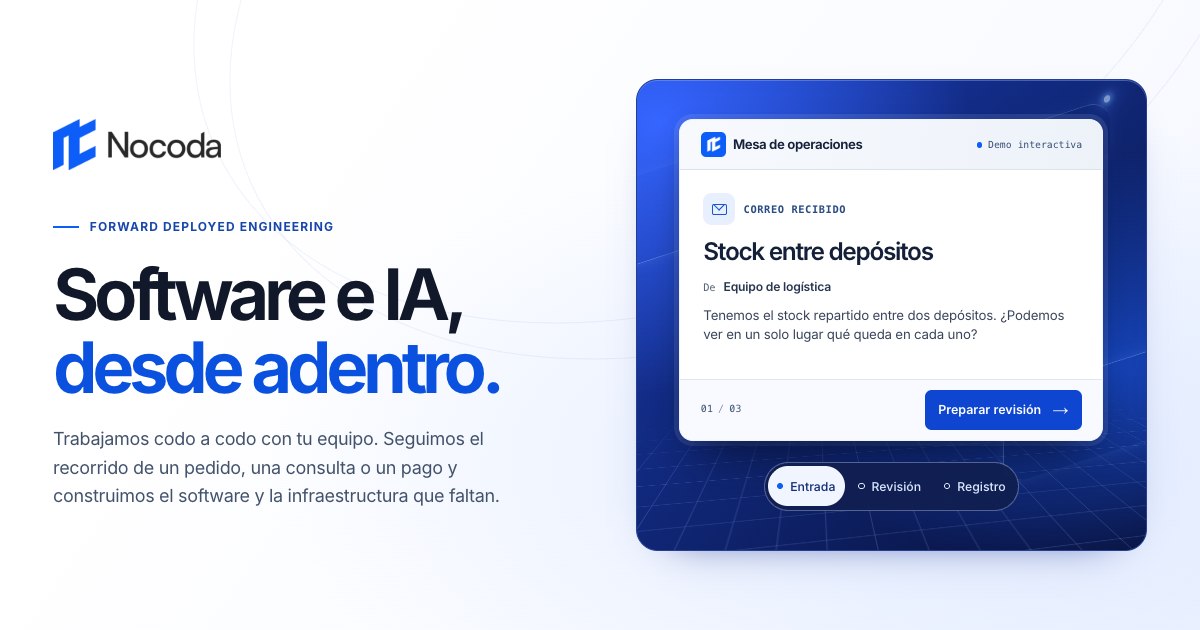 Nocoda
FORWARD DEPLOYED ENGINEERING
Software e IA,
desde adentro.
Trabajamos codo a codo con tu equipo. Seguimos el
recorrido de un pedido, una consulta o un pago y
construimos el software y la infraestructura que faltan.
Mesa de operaciones
Demo interactiva
CORREO RECIBIDO
Stock entre depósitos
De Equipo de logística
Tenemos el stock repartido entre dos depósitos. ¿Podemos
ver en un solo lugar qué queda en cada uno?
01 / 03
Preparar revisión →
Entrada
Revisión
Registro